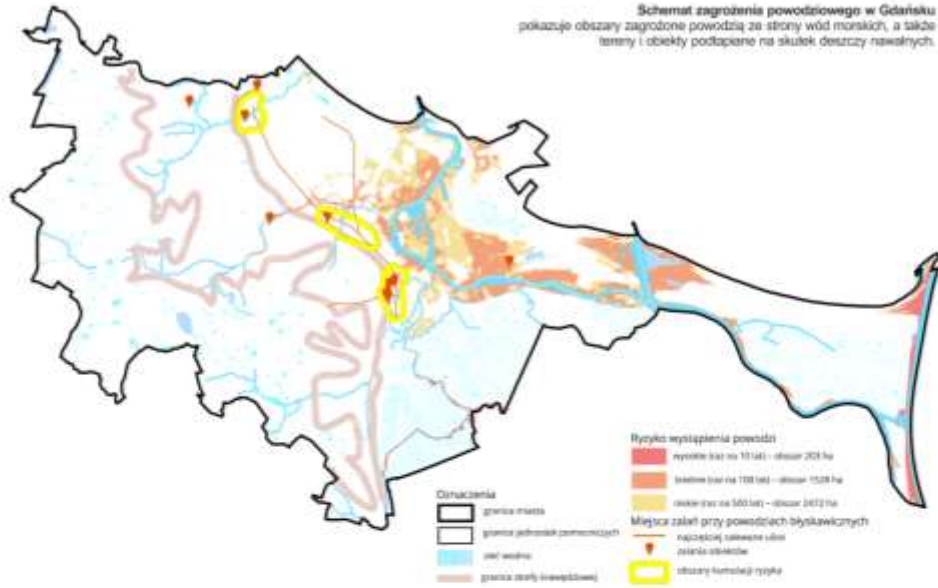 Schemat zagrożenia powodziowego w Gdańsku
pokazuje obszary zagrożone powodzią ze strony wód morskich, a także
tereny i obiekty podtapiane na skutek deszczy nawalnych.
Ryzyko wystąpienia powodzi
wysokie (raz na 10 lat) – obszar 203 ha
średnie (raz na 100 lat) – obszar 1528 ha
niskie (raz na 500 lat) – obszar 2472 ha
Miejsca zalań przy powodziach błyskawicznych
najczęściej zalewane ulice
zalania obiektów
obszary kumulacji ryzyka
Oznaczenia
granica miasta
granica jednostek pomocniczych
sieć wodna
granica strefy krawędziowej